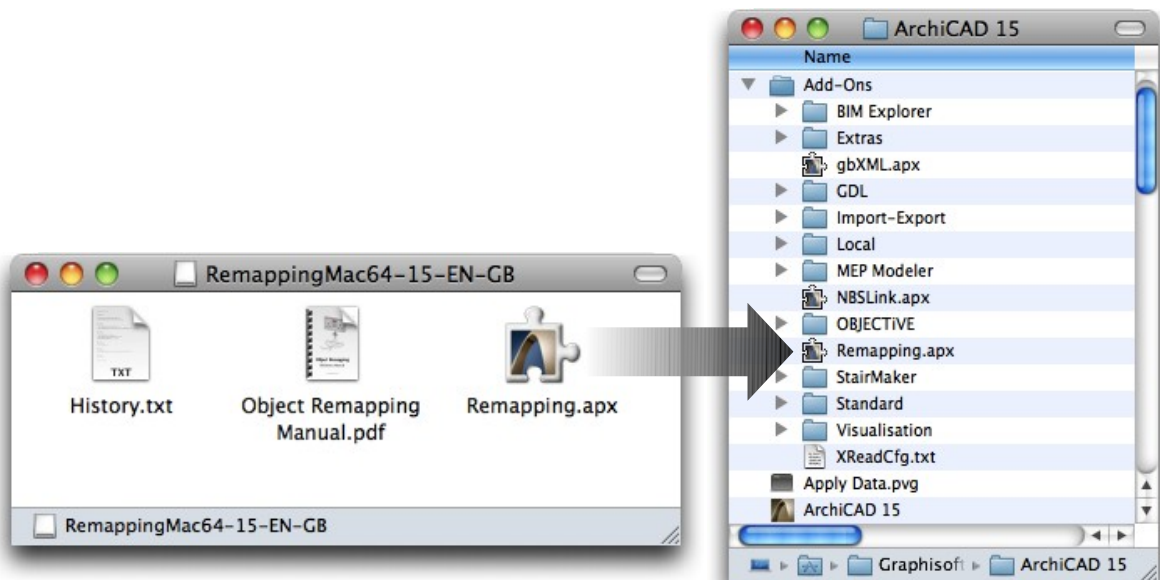 RemappingMac64-15-EN-GB
TXT
History.txt
Object Remapping
Manual.pdf
Remapping.apx
RemappingMac64-15-EN-GB
ArchiCAD 15
Name
Add-Ons
BIM Explorer
Extras
gbXML.apx
GDL
Import-Export
Local
MEP Modeler
NBSLink.apx
OBJECTiVE
Remapping.apx
StairMaker
Standard
Visualisation
XReadCfg.txt
Apply Data.pvg
ArchiCAD 15
Graphisoft
ArchiCAD 15